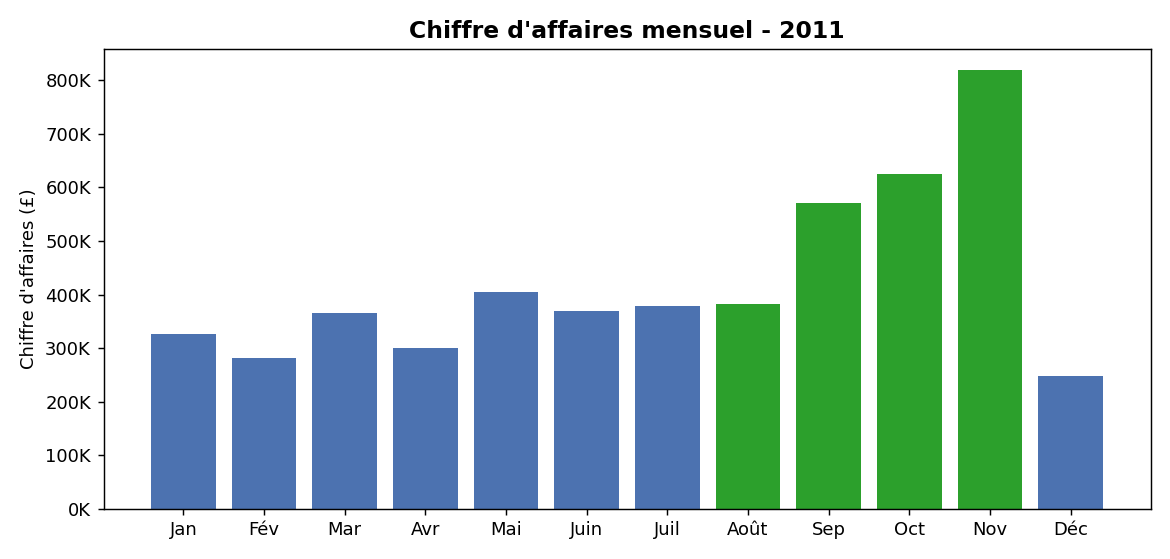 Chiffre d'affaires mensuel - 2011
Chiffre d'affaires (£)
800K
700K
600K
500K
400K
300K
200K
100K
0K
Jan Fév Mar Avr Mai Juin Juil Août Sep Oct Nov Déc